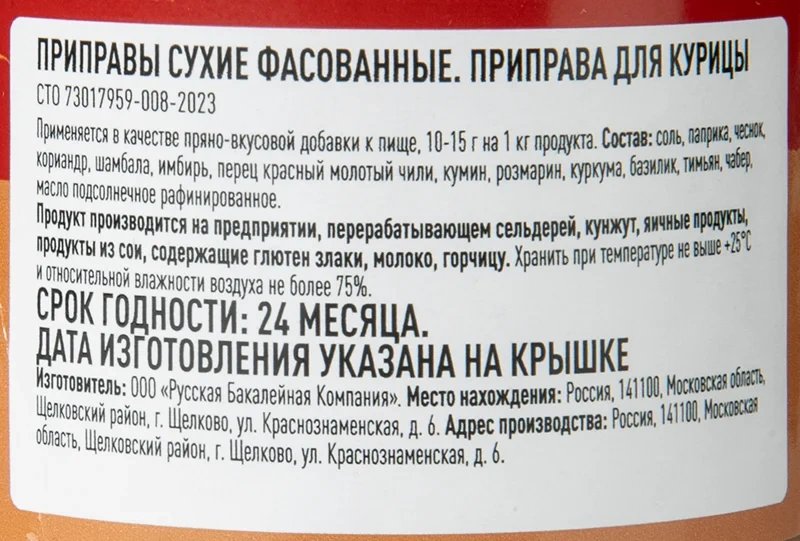 ПРИПРАВЫ СУХИЕ ФАСОВАННЫЕ. ПРИПРАВА ДЛЯ КУРИЦЫ
СТО 73017959-008-2023
Применяется в качестве пряно-вкусовой добавки к пище, 10-15 г на 1 кг продукта. Состав: соль, паприка, чеснок,
кориандр, шамбала, имбирь, перец красный молотый чили, кумин, розмарин, куркума, базилик, тимьян, чабер,
масло подсолнечное рафинированное.
Продукт производится на предприятии, перерабатывающем сельдерей, кунжут, яичные продукты,
продукты из сои, содержащие глютен злаки, молоко, горчицу. Хранить при температуре не выше +25°С
и относительной влажности воздуха не более 75%.
СРОК ГОДНОСТИ: 24 МЕСЯЦА.
ДАТА ИЗГОТОВЛЕНИЯ УКАЗАНА НА КРЫШКЕ
Изготовитель: ООО «Русская Бакалейная Компания». Место нахождения: Россия, 141100, Московская область,
Щелковский район, г. Щелково, ул. Краснознаменская, д. 6. Адрес производства: Россия, 141100, Московская
область, Щелковский район, г. Щелково, ул. Краснознаменская, д. 6.